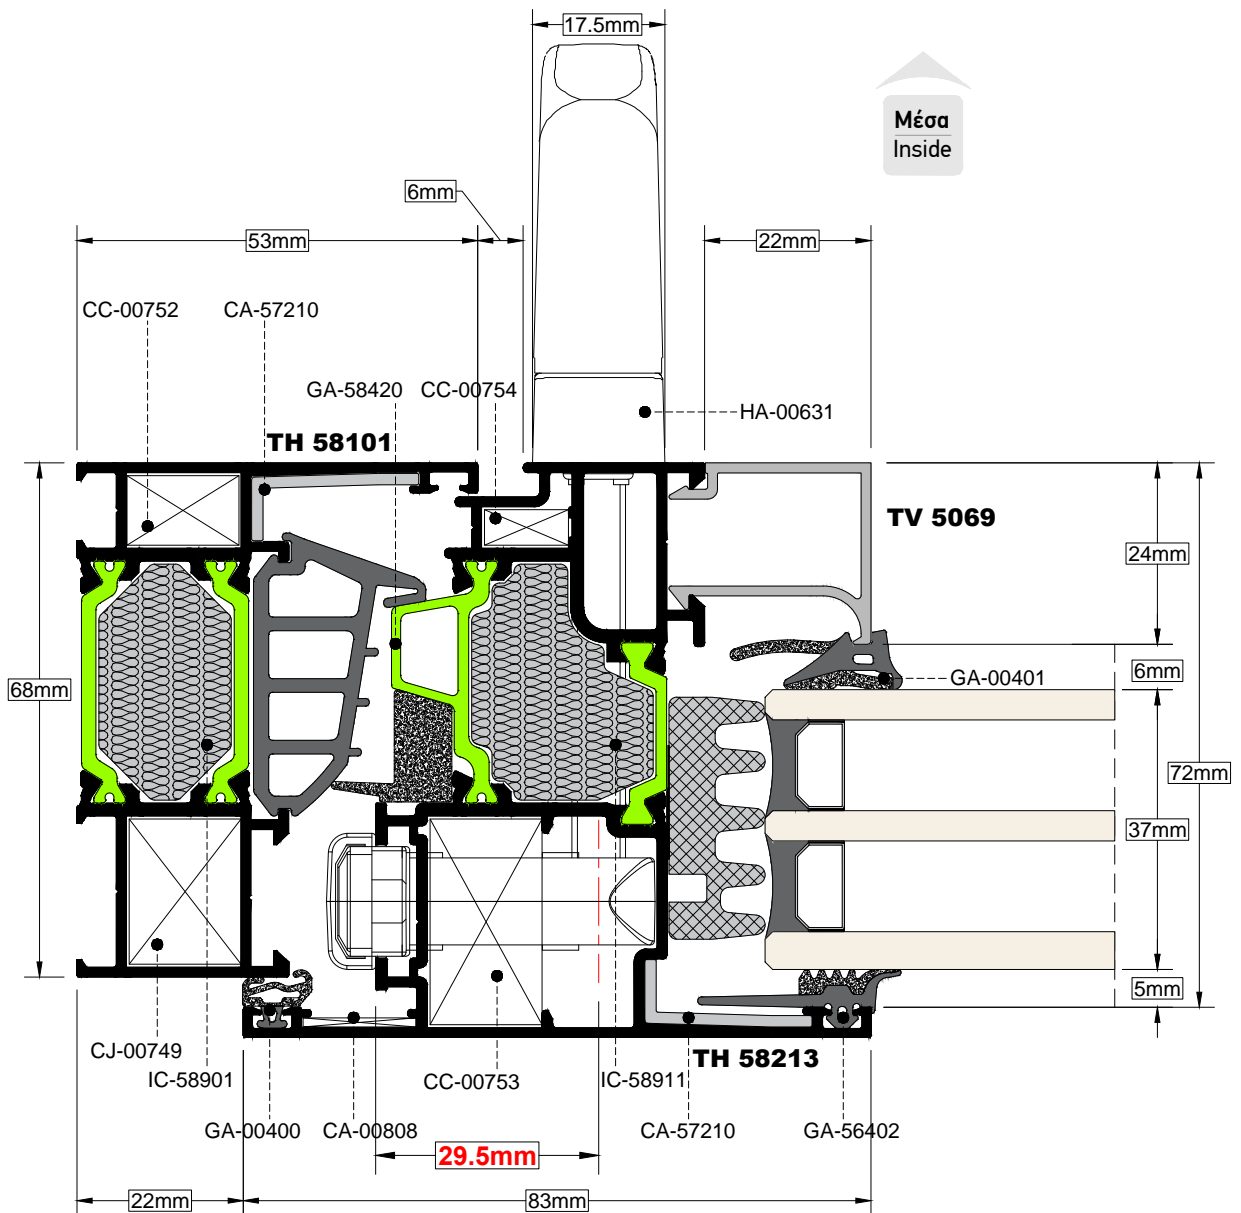 17.5mm
Μέσα
Inside
6mm
53mm
22mm
CC-00752
CA-57210
GA-58420
CC-00754
HA-00631
TH 58101
TV 5069
24mm
6mm
GA-00401
68mm
72mm
37mm
5mm
CJ-00749
IC-58901
CC-00753
IC-58911
TH 58213
GA-00400
CA-00808
CA-57210
GA-56402
29.5mm
22mm
83mm